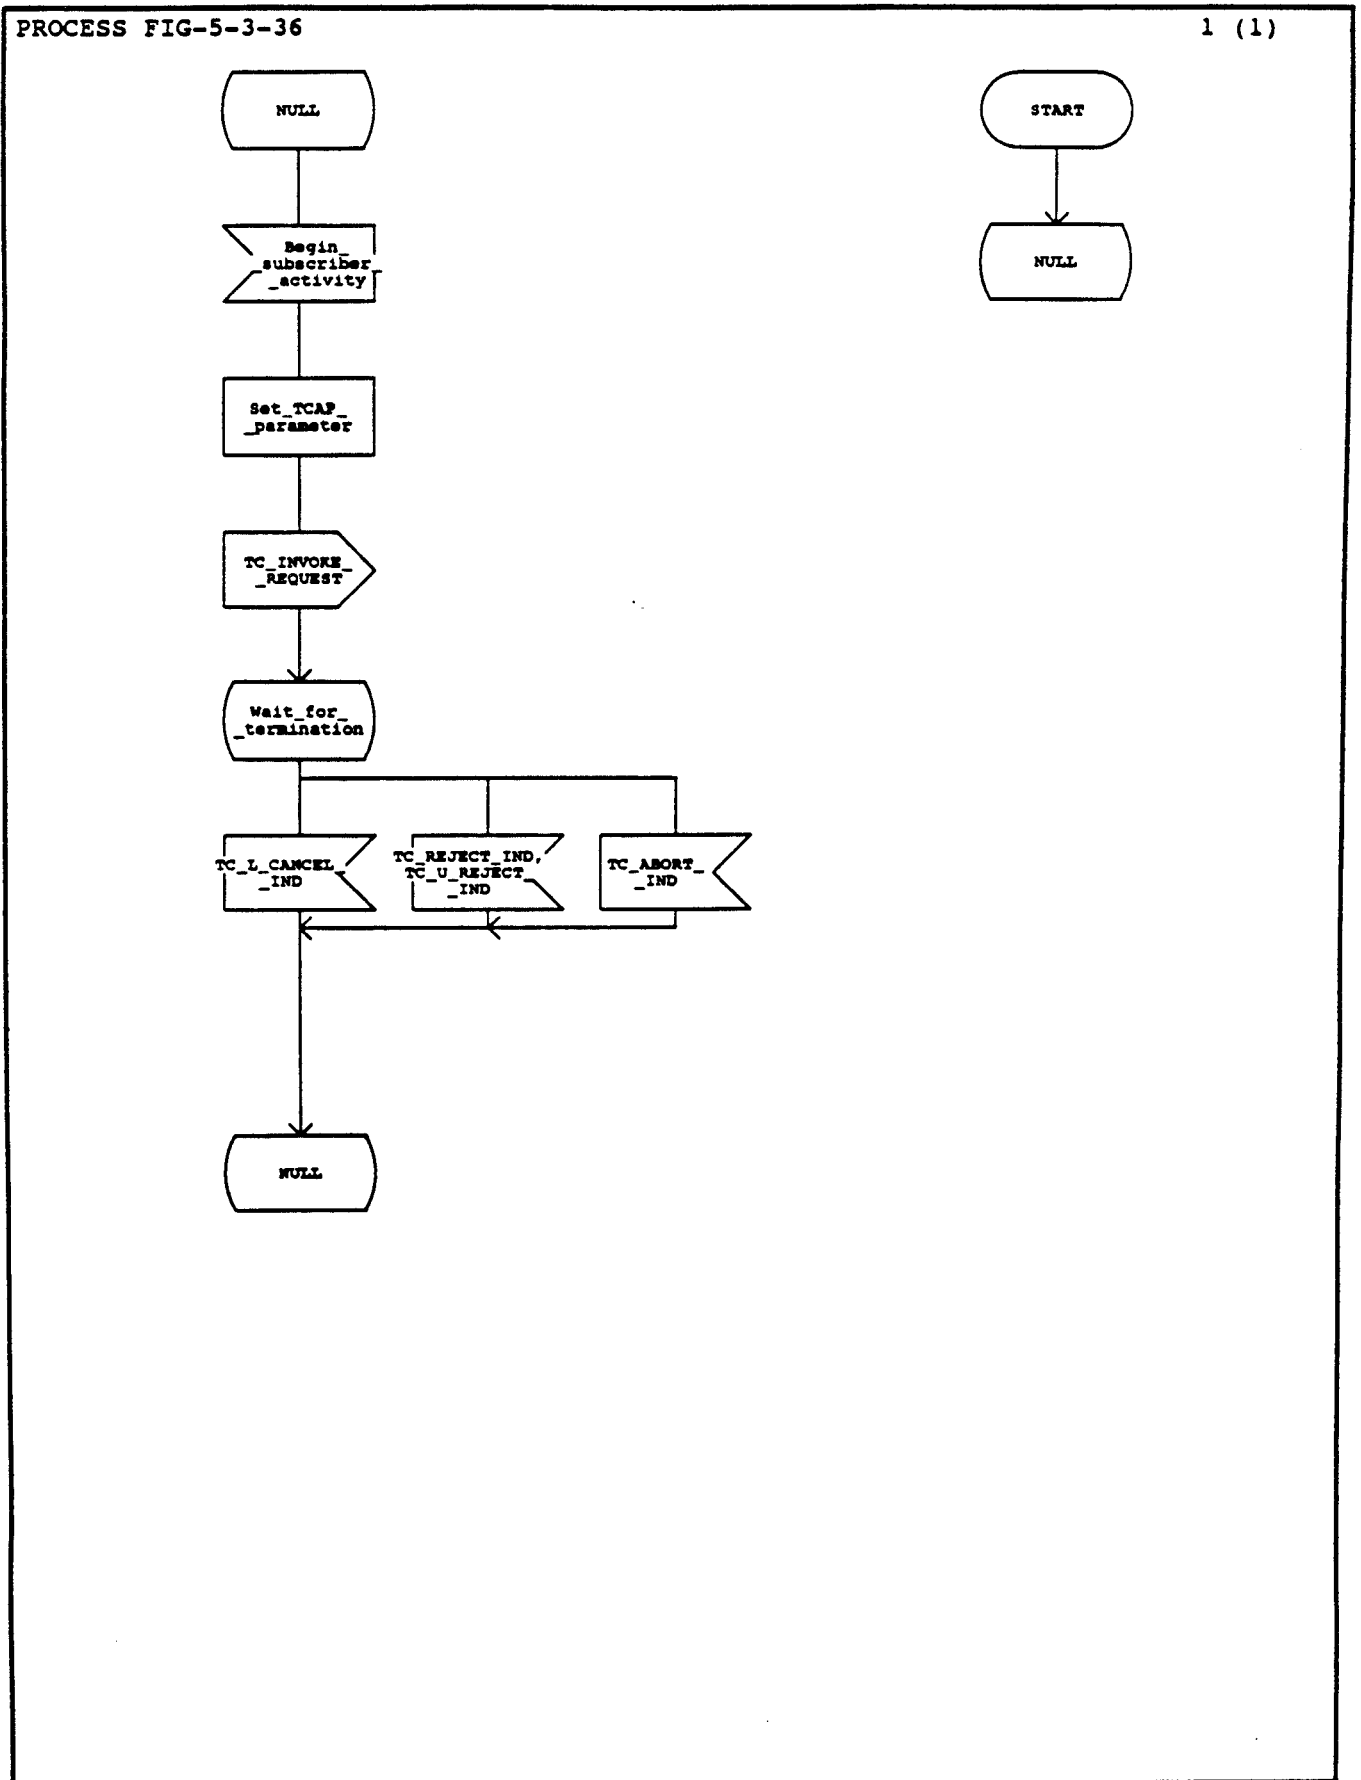 PROCESS FIG-5-3-36
1 (1)
NULL
START
Begin_
_subscriber_
_activity
NULL
Set_TCAP_
_parameter
TC_INVOKE_
_REQUEST
Wait_for_
_termination
TC_L_CANCEL_
_IND
TC_REJECT_IND,
TC_U_REJECT_
_IND
TC_ABORT_
_IND
NULL